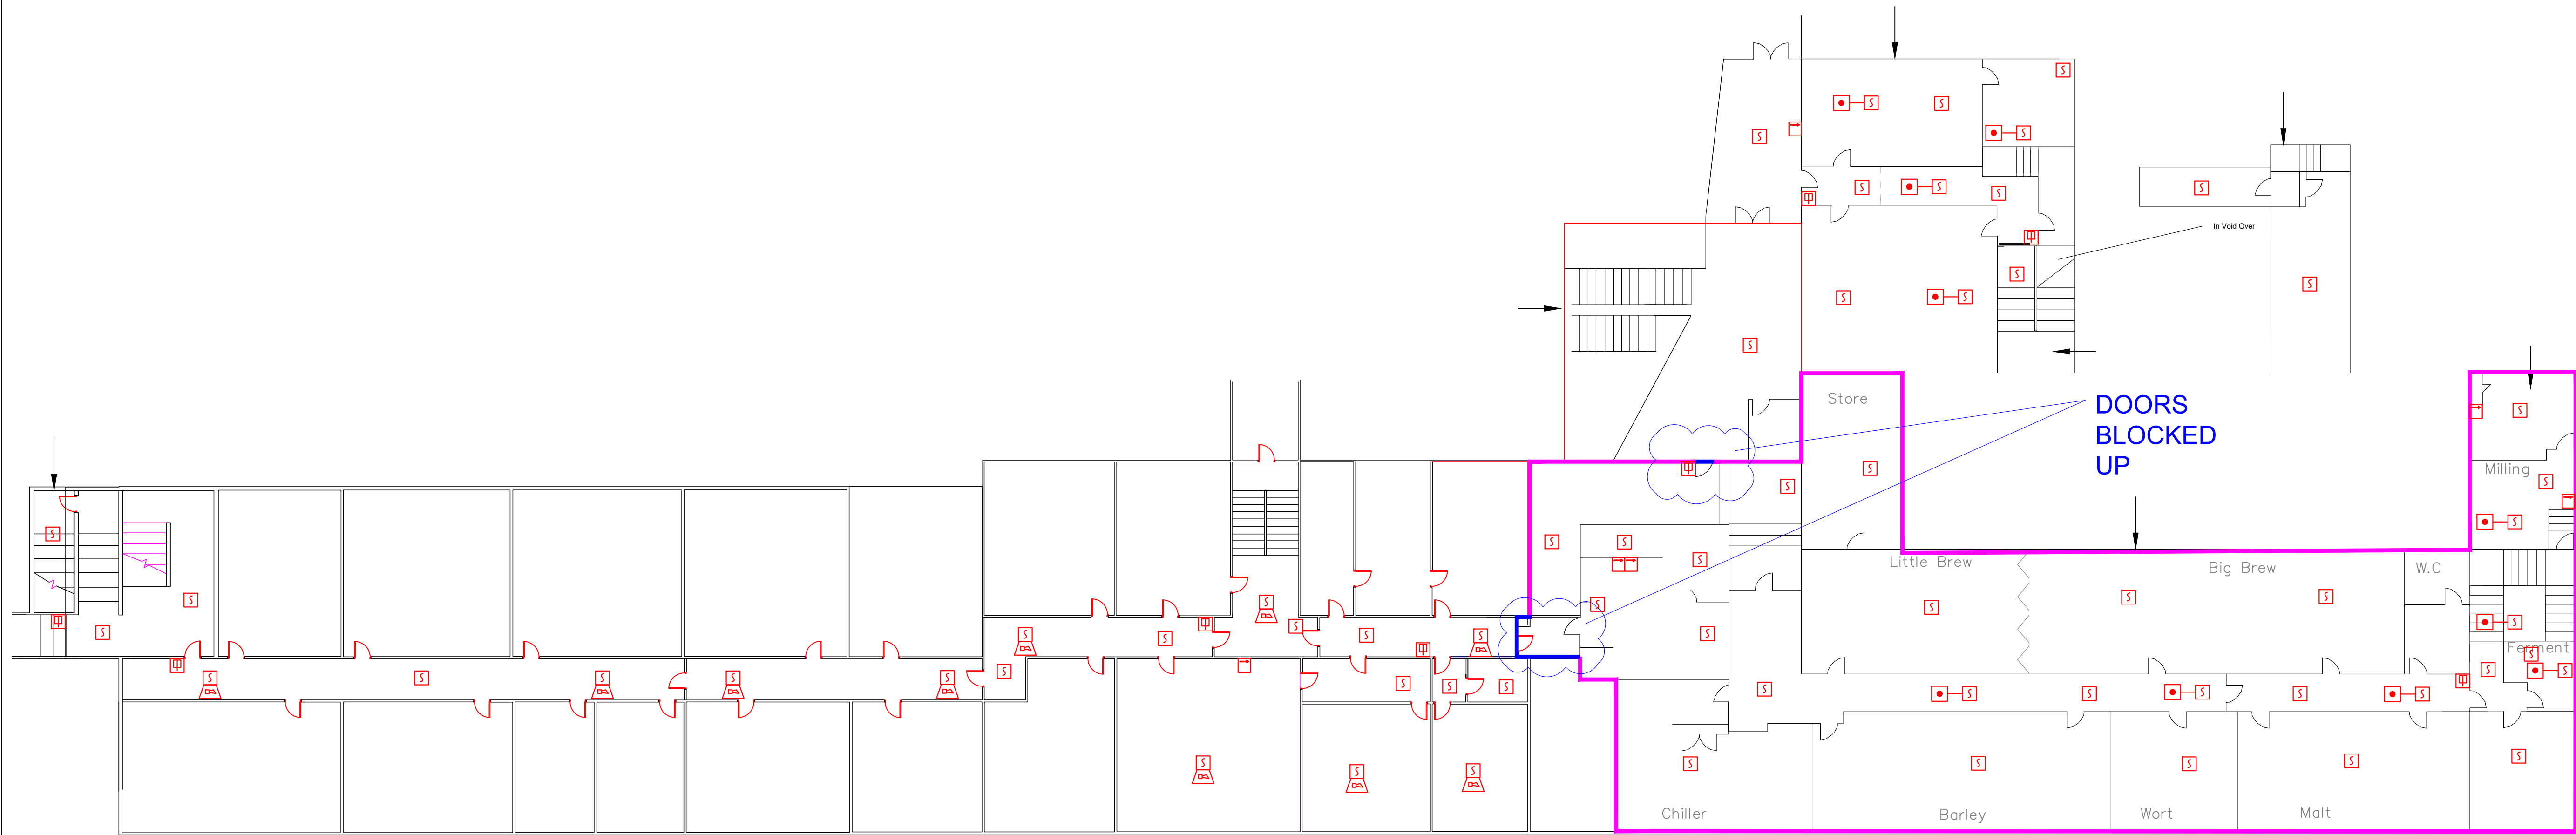 In Void Over
Store
DOORS
BLOCKED
UP
Milling
Little Brew
Big Brew
W.C
Ferment
Chiller
Barley
Wort
Malt